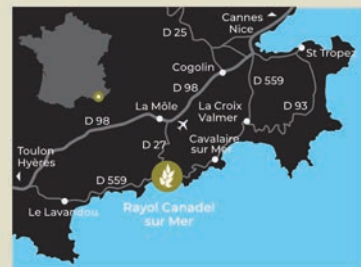 Cannes
Nice
D 25
St Tropez
Cogolin
D 98
D 559
La Môle
La Croix
Valmer
D 93
D 98
D 27
Cavalaire
sur Mer
Toulon
Hyères
D 559
Le Lavandou
Rayol Canadel
sur Mer